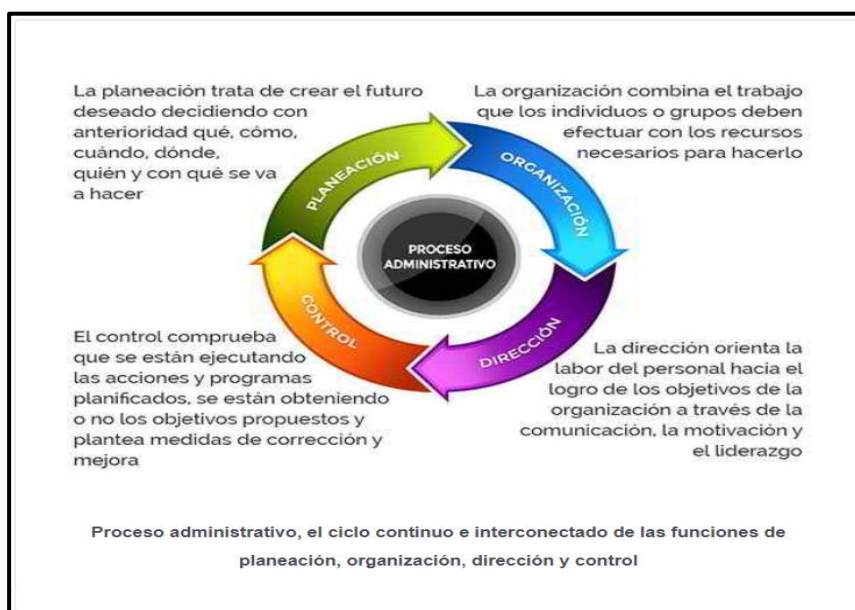 La planeación trata de crear el futuro
deseado decidiendo con
anterioridad qué, cómo,
cuándo, dónde,
quién y con qué se va
a hacer
La organización combina el trabajo
que los individuos o grupos deben
efectuar con los recursos
necesarios para hacerlo
PLANEACIÓN
ORGANIZACIÓN
PROCESO
ADMINISTRATIVO
CONTROL
DIRECCIÓN
El control comprueba
que se están ejecutando
las acciones y programas
planificados, se están obteniendo
o no los objetivos propuestos y
plantea medidas de corrección y
mejora
La dirección orienta la
labor del personal hacia el
logro de los objetivos de la
organización a través de la
comunicación, la motivación y
el liderazgo
Proceso administrativo, el ciclo continuo e interconectado de las funciones de
planeación, organización, dirección y control